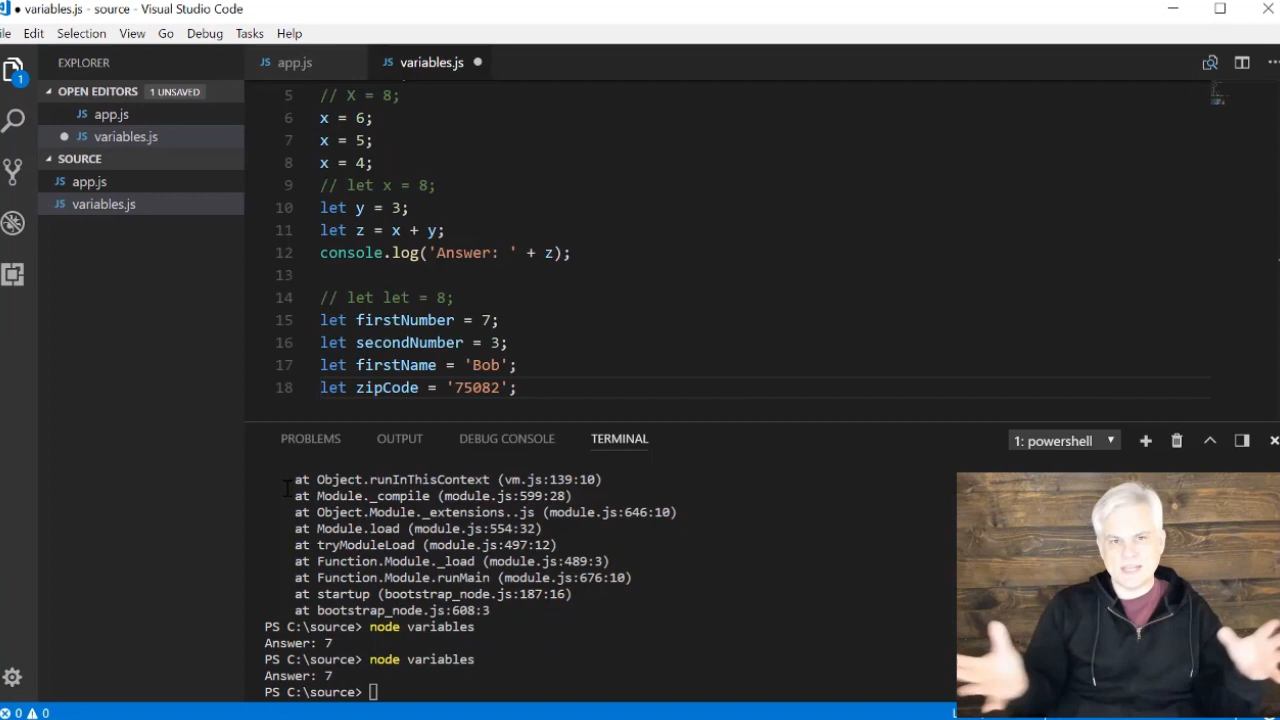 variables.js - source - Visual Studio Code
Edit Selection View Go Debug Tasks Help
EXPLORER
JS app.js
JS variables.js
OPEN EDITORS 1 UNSAVED
JS app.js
JS variables.js
SOURCE
JS app.js
JS variables.js
1
5 // X = 8;
6 x = 6;
7 x = 5;
8 x = 4;
9 // let x = 8;
10 let y = 3;
11 let z = x + y;
12 console.log('Answer: ' + z);
13
14 // let let = 8;
15 let firstNumber = 7;
16 let secondNumber = 3;
17 let firstName = 'Bob';
18 let zipCode = '75082';
PROBLEMS OUTPUT DEBUG CONSOLE TERMINAL
1: powershell
at Object.runInThisContext (vm.js:139:10)
at Module._compile (module.js:599:28)
at Object.Module._extensions..js (module.js:646:10)
at Module.load (module.js:554:32)
at tryModuleLoad (module.js:497:12)
at Function.Module._load (module.js:489:3)
at Function.Module.runMain (module.js:676:10)
at startup (bootstrap_node.js:187:16)
at bootstrap_node.js:608:3
PS C:\source> node variables
Answer: 7
PS C:\source> node variables
Answer: 7
PS C:\source>
0 0